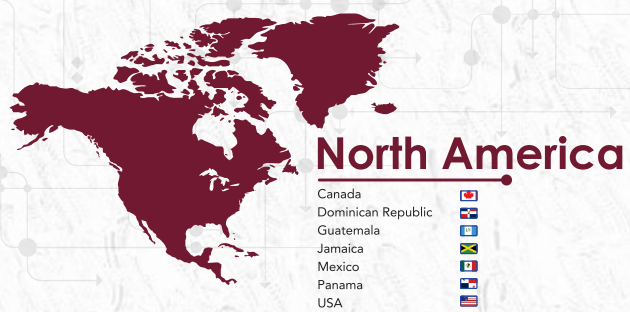 North America
Canada
Dominican Republic
Guatemala
Jamaica
Mexico
Panama
USA